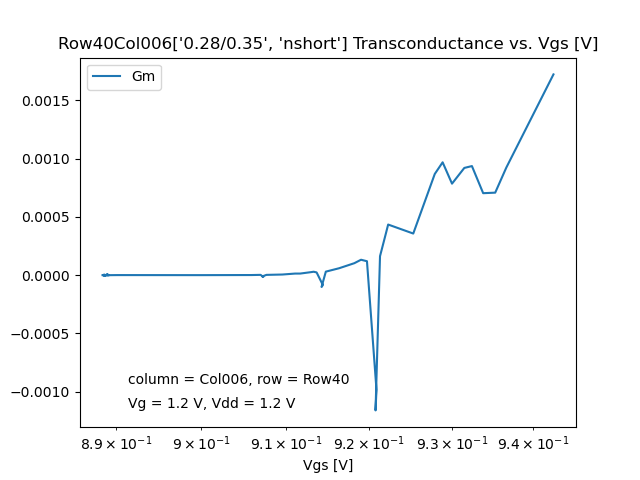 Row40Col006['0.28/0.35', 'nshort'] Transconductance vs. Vgs [V]
Gm
0.0015
0.0010
0.0005
0.0000
−0.0005
−0.0010
column = Col006, row = Row40
Vg = 1.2 V, Vdd = 1.2 V
8.9 × 10⁻¹ 9 × 10⁻¹ 9.1 × 10⁻¹ 9.2 × 10⁻¹ 9.3 × 10⁻¹ 9.4 × 10⁻¹
Vgs [V]